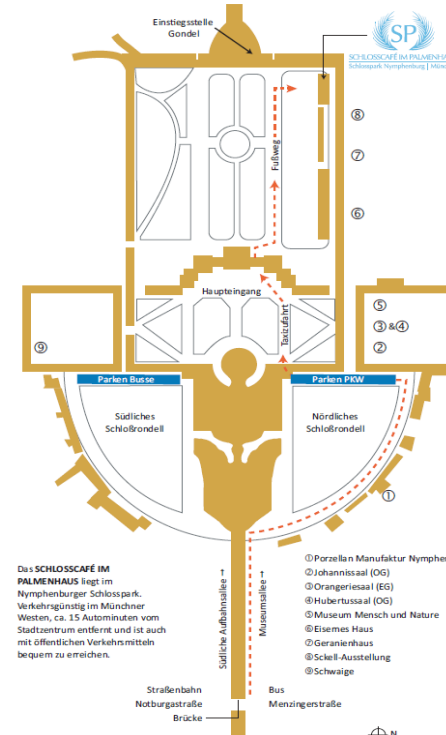 Einstiegsstelle
Gondel
SP
SCHLOSSCAFÉ IM PALMENHA
Schlosspark Nymphenburg | Münc
⑧
⑦
⑥
Fußweg
Haupteingang
Taxizufahrt
⑤
③&④
②
⑨
Parken Busse
Parken PKW
Südliches
Schloßrondell
Nördliches
Schloßrondell
①
Das SCHLOSSCAFÉ IM
PALMENHAUS liegt im
Nymphenburger Schlosspark.
Verkehrsgünstig im Münchner
Westen, ca. 15 Autominuten vom
Stadtzentrum entfernt und ist auch
mit öffentlichen Verkehrsmitteln
bequem zu erreichen.
Südliche Auffahrtsallee →
Museumsallee →
①Porzellan Manufaktur Nymphen
②Johannissaal (OG)
③Orangeriesaal (EG)
④Hubertussaal (OG)
⑤Museum Mensch und Nature
⑥Eisernes Haus
⑦Geranienhaus
⑧Sckell-Ausstellung
⑨Schwaige
Straßenbahn
Notburgastraße
Brücke
Bus
Menzingerstraße
N